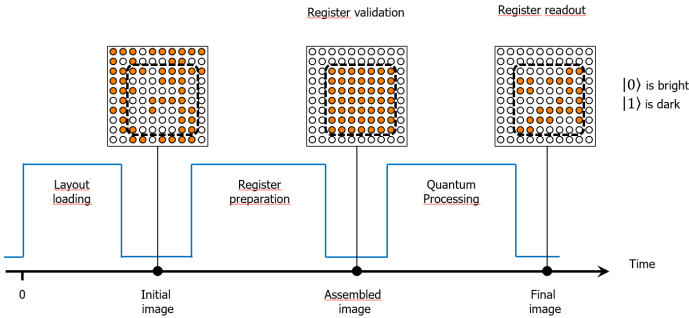 Register validation
Register readout
|0⟩ is bright
|1⟩ is dark
Layout
loading
Register
preparation
Quantum
Processing
Time
0
Initial
image
Assembled
image
Final
image